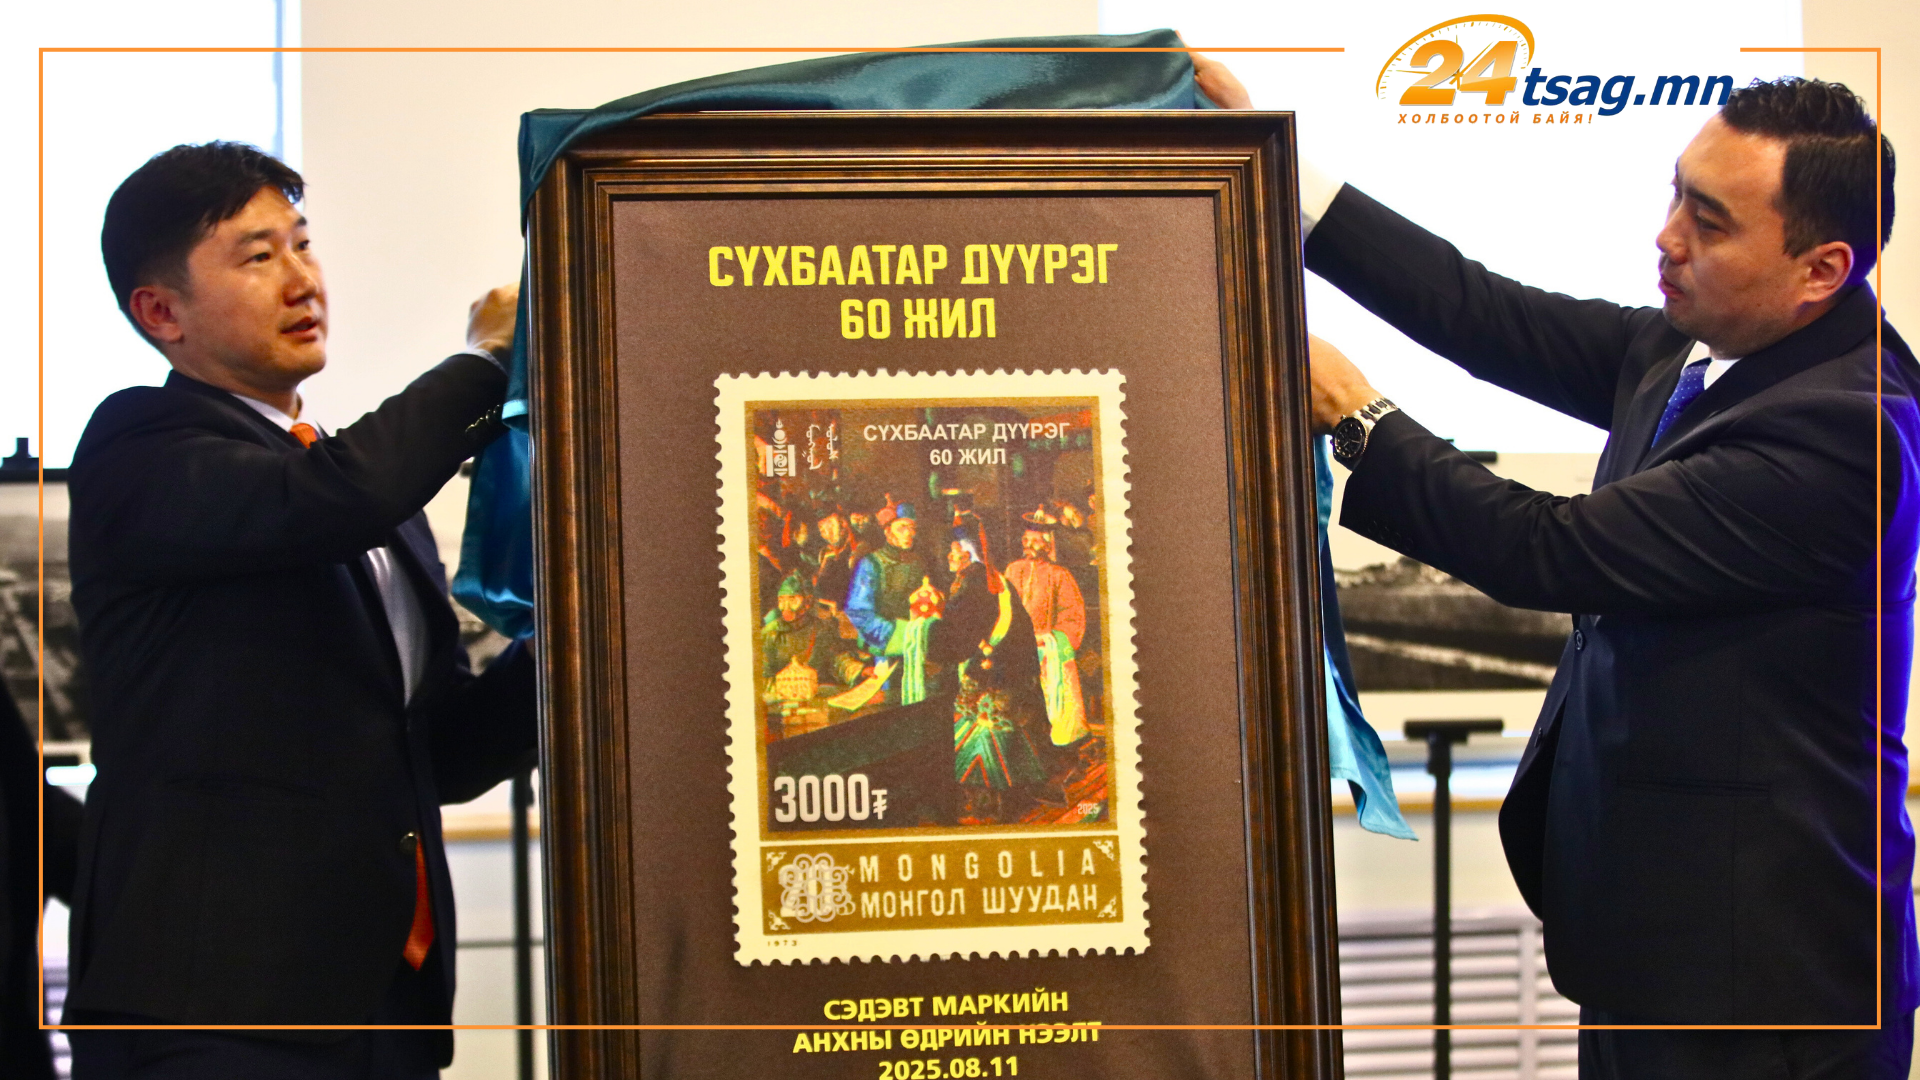 24tsag.mn
ХОЛБООТОЙ БАЙЯ!
СҮХБААТАР ДҮҮРЭГ
60 ЖИЛ
СҮХБААТАР ДҮҮРЭГ
60 ЖИЛ
3000₮
2025
MONGOLIA
МОНГОЛ ШУУДАН
1973
СЭДЭВТ МАРКИЙН
АНХНЫ ӨДРИЙН НЭЭЛТ
2025.08.11